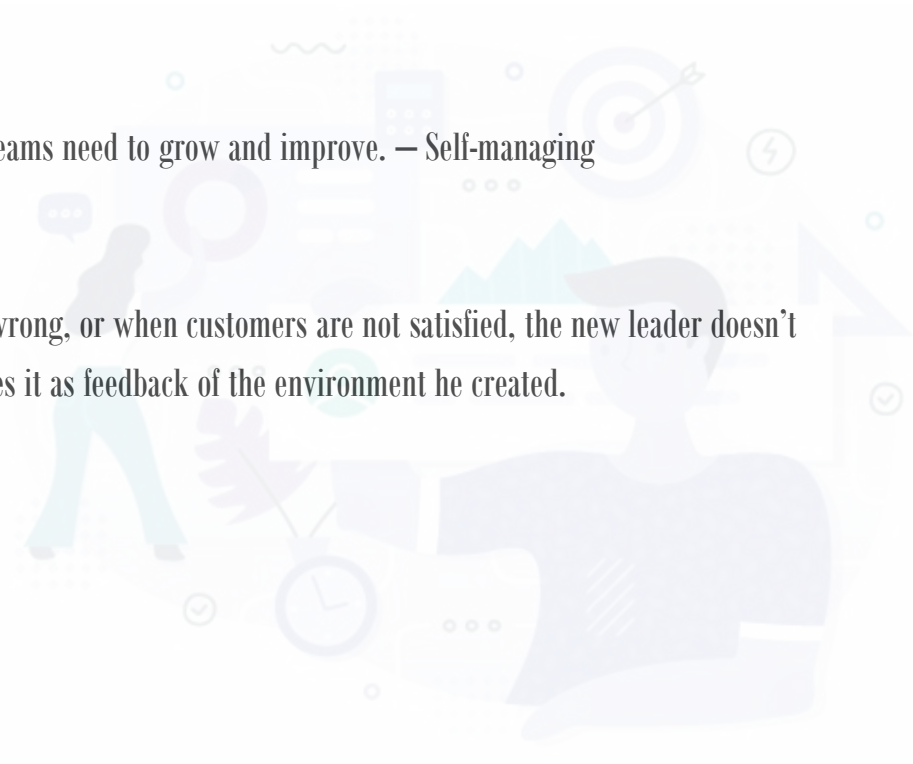 eams need to grow and improve. — Self-managing
wrong, or when customers are not satisfied, the new leader doesn’t
es it as feedback of the environment he created.